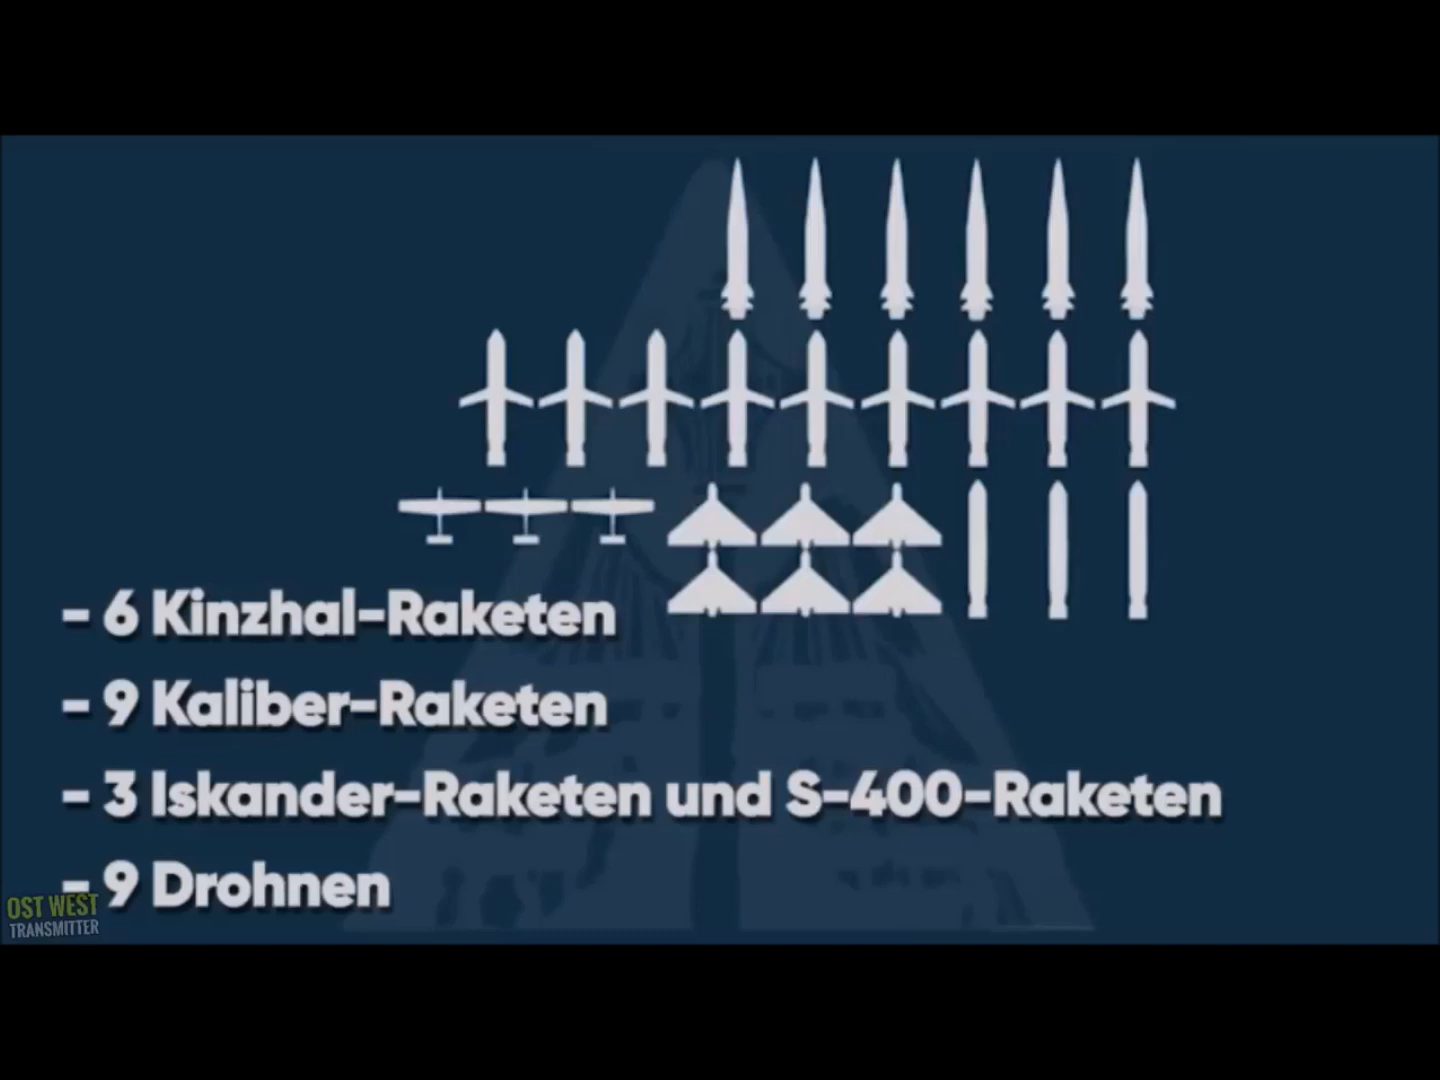 - 6 Kinzhal-Raketen
- 9 Kaliber-Raketen
- 3 Iskander-Raketen und S-400-Raketen
- 9 Drohnen
OST WEST
TRANSMITTER